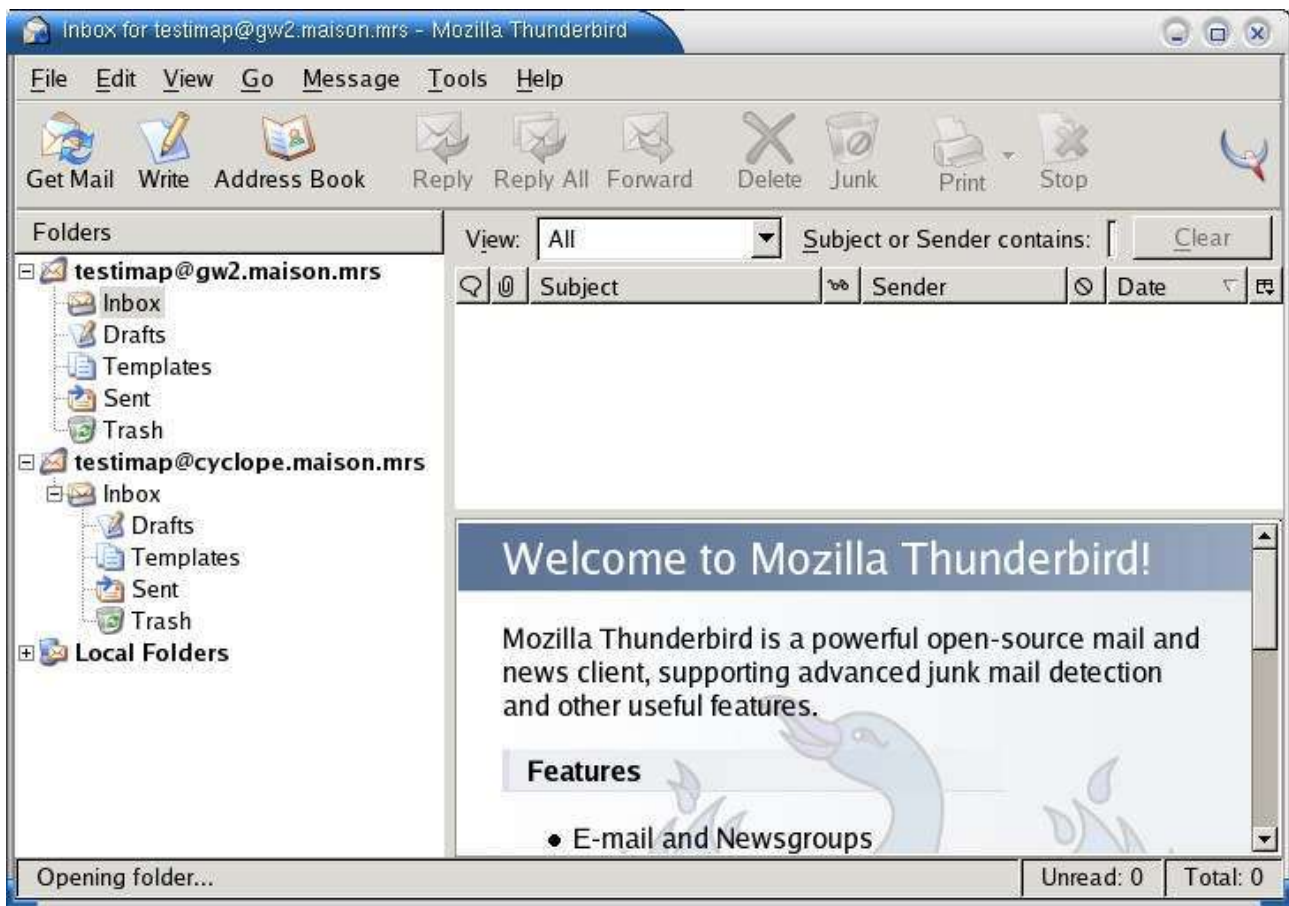 Inbox for testimap@gw2.maison.mrs - Mozilla Thunderbird
File Edit View Go Message Tools Help
Get Mail Write Address Book Reply Reply All Forward Delete Junk Print Stop
Folders
testimap@gw2.maison.mrs
Inbox
Drafts
Templates
Sent
Trash
testimap@cyclope.maison.mrs
Inbox
Drafts
Templates
Sent
Trash
Local Folders
View: All Subject or Sender contains: Clear
Subject Sender Date
Welcome to Mozilla Thunderbird!
Mozilla Thunderbird is a powerful open-source mail and
news client, supporting advanced junk mail detection
and other useful features.
Features
• E-mail and Newsgroups
Opening folder... Unread: 0 Total: 0